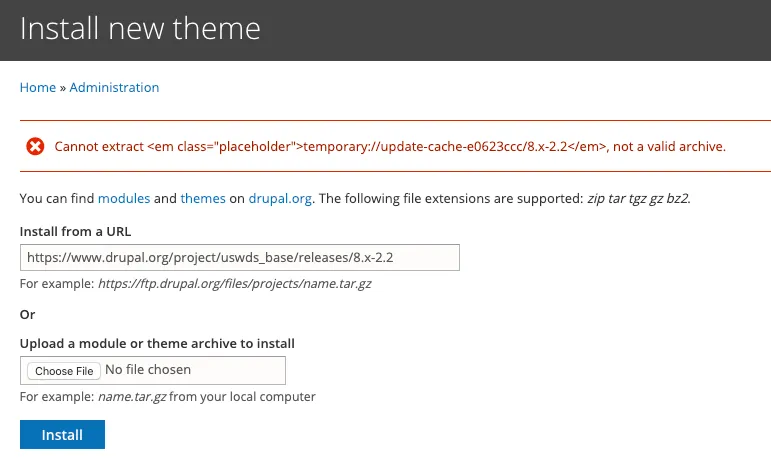 Install new theme
Home » Administration
Cannot extract <em class="placeholder">temporary://update-cache-e0623ccc/8.x-2.2</em>, not a valid archive.
You can find modules and themes on drupal.org. The following file extensions are supported: zip tar tgz gz bz2.
Install from a URL
https://www.drupal.org/project/uswds_base/releases/8.x-2.2
For example: https://ftp.drupal.org/files/projects/name.tar.gz
Or
Upload a module or theme archive to install
Choose File No file chosen
For example: name.tar.gz from your local computer
Install